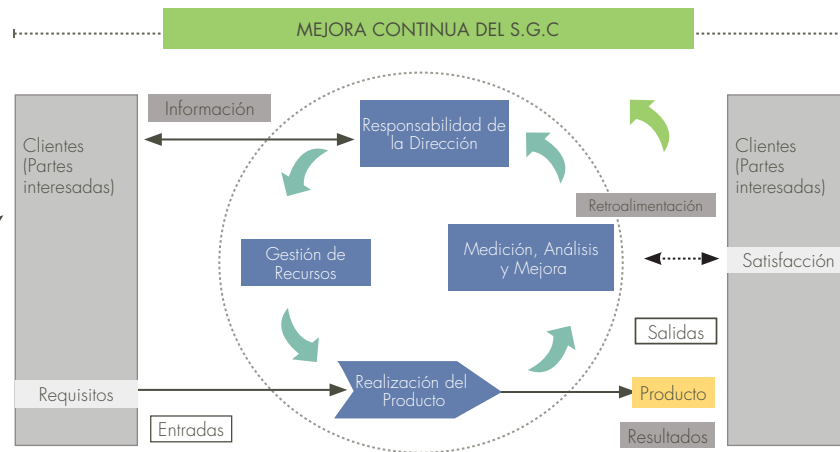 MEJORA CONTINUA DEL S.G.C
Información
Clientes
(Partes
interesadas)
Responsabilidad de
la Dirección
Clientes
(Partes
interesadas)
Retroalimentación
Gestión de
Recursos
Medición, Análisis
y Mejora
Satisfacción
Salidas
Requisitos
Realización del
Producto
Producto
Entradas
Resultados